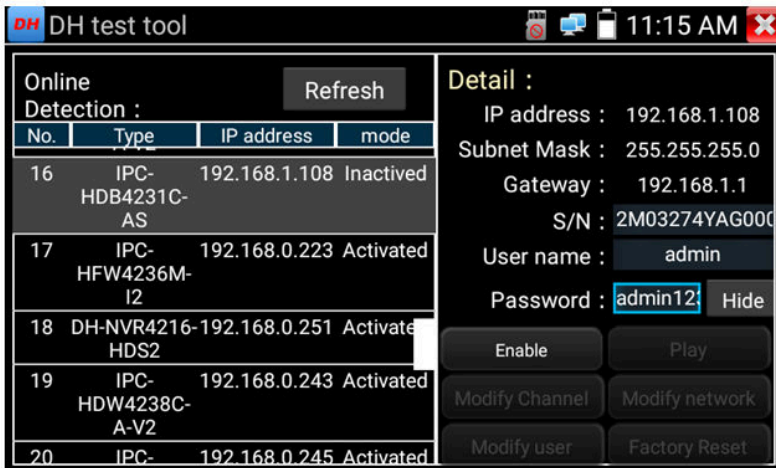 DH DH test tool 11:15 AM
Online
Detection :
Refresh
No. Type IP address mode
16 IPC- 192.168.1.108 Inactived
HDB4231C-
AS
17 IPC- 192.168.0.223 Activated
HFW4236M-
I2
18 DH-NVR4216- 192.168.0.251 Activate
HDS2
19 IPC- 192.168.0.243 Activated
HDW4238C-
A-V2
20 IPC- 192.168.0.245 Activated
Detail :
IP address : 192.168.1.108
Subnet Mask : 255.255.255.0
Gateway : 192.168.1.1
S/N : 2M03274YAG000
User name : admin
Password : admin12 Hide
Enable Play
Modify Channel Modify network
Modify user Factory Reset